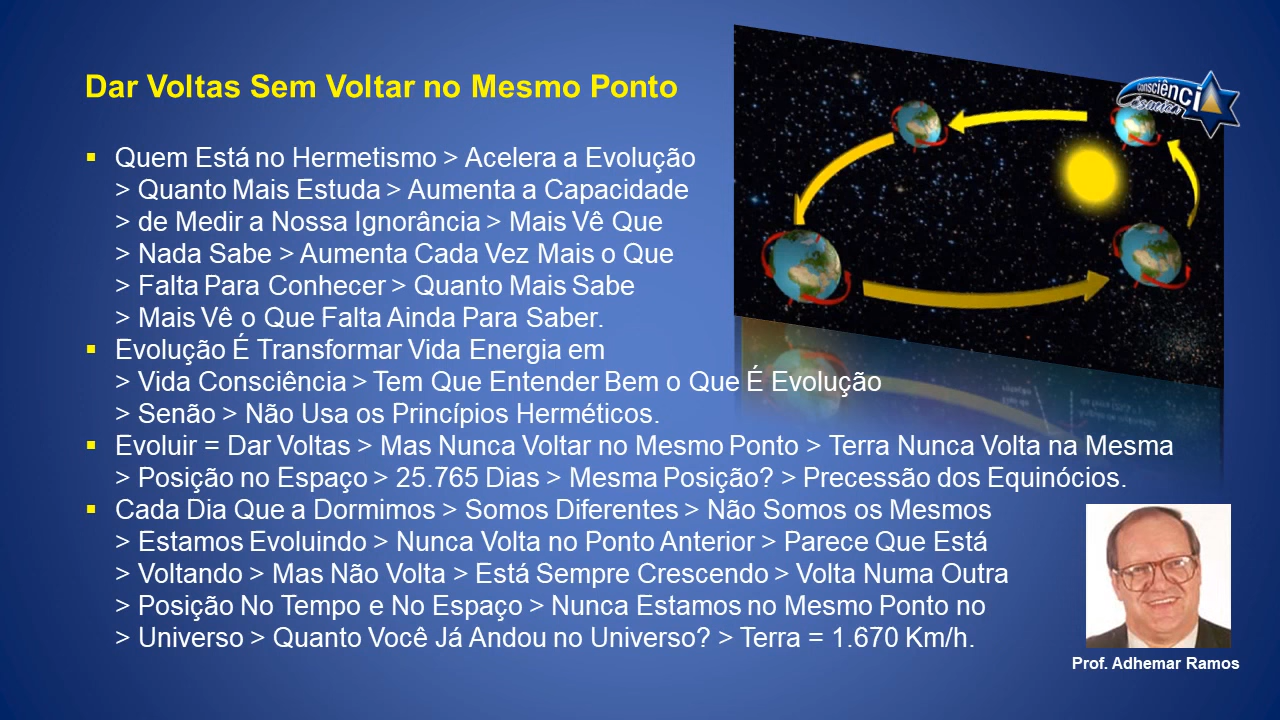 Dar Voltas Sem Voltar no Mesmo Ponto
consciênci
▪ Quem Está no Hermetismo > Acelera a Evolução
> Quanto Mais Estuda > Aumenta a Capacidade
> de Medir a Nossa Ignorância > Mais Vê Que
> Nada Sabe > Aumenta Cada Vez Mais o Que
> Falta Para Conhecer > Quanto Mais Sabe
> Mais Vê o Que Falta Ainda Para Saber.
▪ Evolução É Transformar Vida Energia em
> Vida Consciência > Tem Que Entender Bem o Que É Evolução
> Senão > Não Usa os Princípios Herméticos.
▪ Evoluir = Dar Voltas > Mas Nunca Voltar no Mesmo Ponto > Terra Nunca Volta na Mesma
> Posição no Espaço > 25.765 Dias > Mesma Posição? > Precessão dos Equinócios.
▪ Cada Dia Que a Dormimos > Somos Diferentes > Não Somos os Mesmos
> Estamos Evoluindo > Nunca Volta no Ponto Anterior > Parece Que Está
> Voltando > Mas Não Volta > Está Sempre Crescendo > Volta Numa Outra
> Posição No Tempo e No Espaço > Nunca Estamos no Mesmo Ponto no
> Universo > Quanto Você Já Andou no Universo? > Terra = 1.670 Km/h.
Prof. Adhemar Ramos